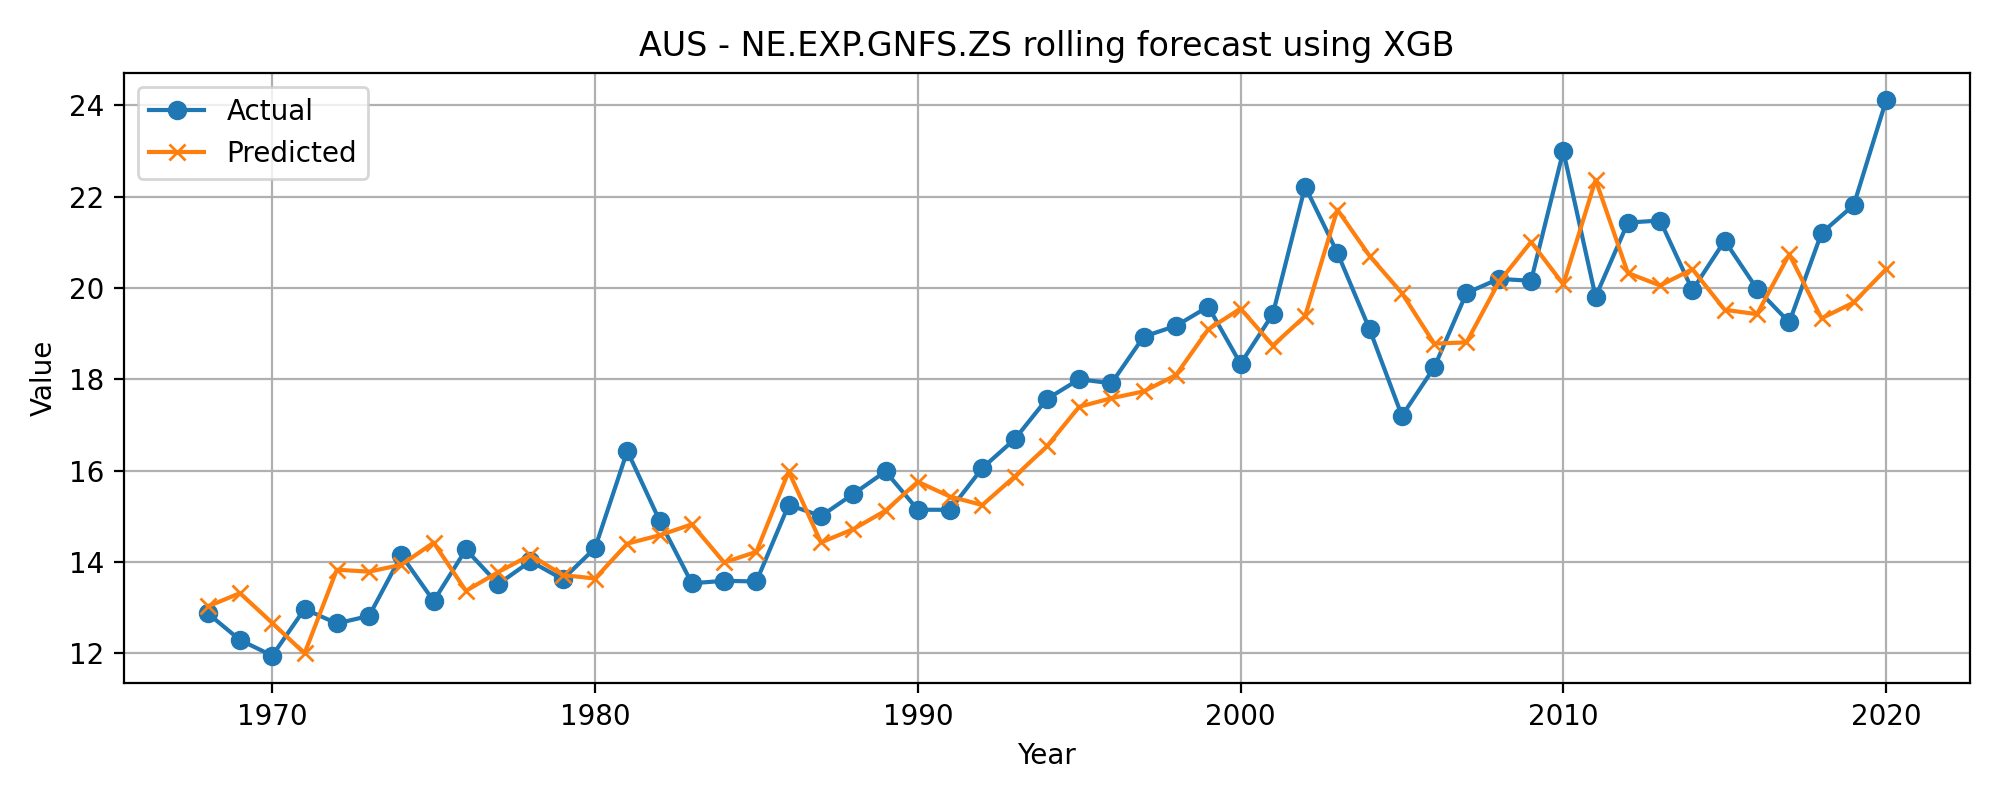 AUS - NE.EXP.GNFS.ZS rolling forecast using XGB
Actual
Predicted
24
22
20
18
16
14
12
Value
1970 1980 1990 2000 2010 2020
Year